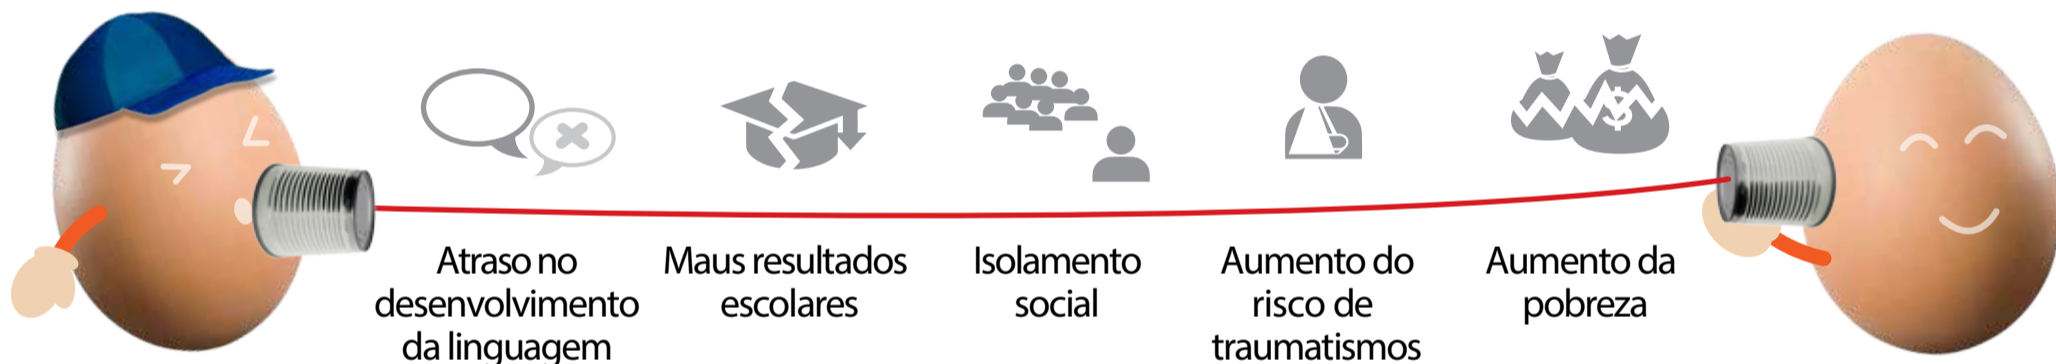 Atraso no
desenvolvimento
da linguagem
Maus resultados
escolares
Isolamento
social
Aumento do
risco de
traumatismos
Aumento da
pobreza
$